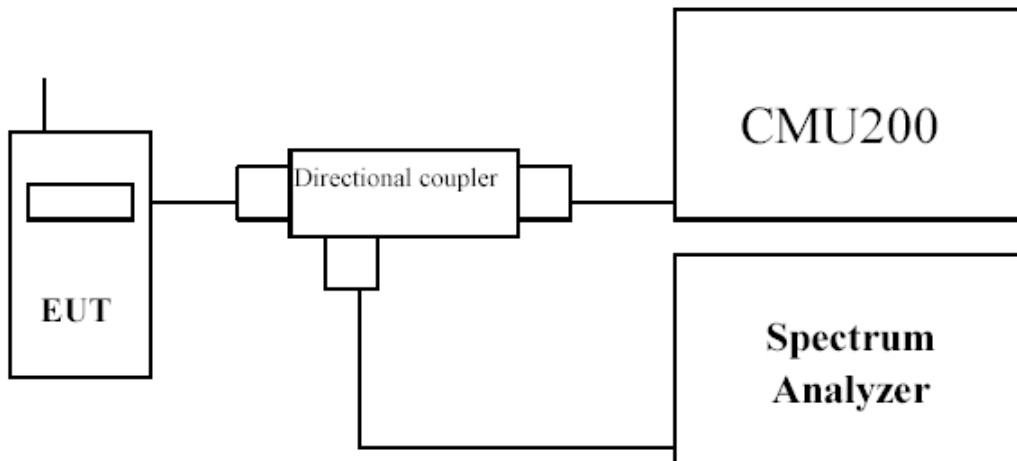 CMU200
Directional coupler
EUT
Spectrum
Analyzer